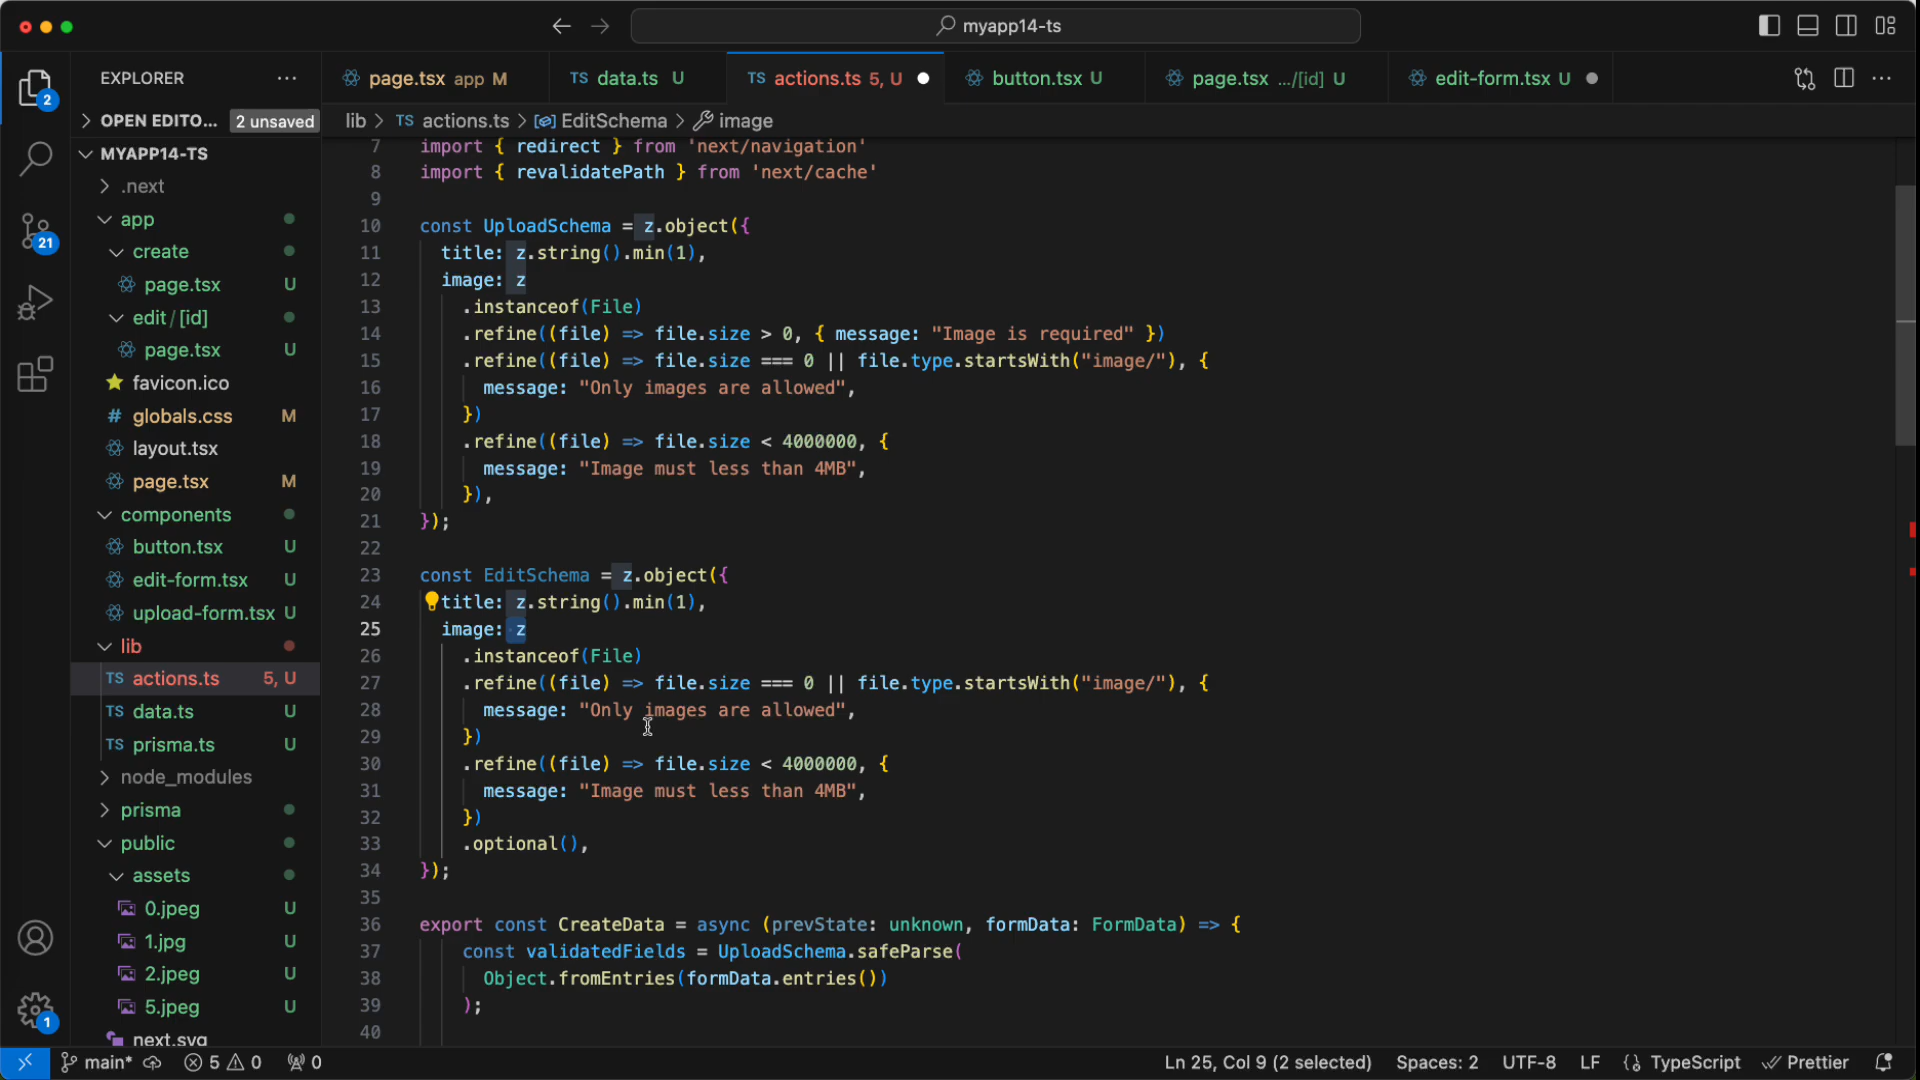 myapp14-ts
EXPLORER
OPEN EDITO... 2 unsaved
MYAPP14-TS
.next
app
create
page.tsx U
edit / [id]
page.tsx U
favicon.ico
globals.css M
layout.tsx
page.tsx M
components
button.tsx U
edit-form.tsx U
upload-form.tsx U
lib
TS actions.ts 5, U
TS data.ts U
TS prisma.ts U
node_modules
prisma
public
assets
0.jpeg U
1.jpg U
2.jpeg U
5.jpeg U
next.svg
2
21
1
page.tsx app M
TS data.ts U
TS actions.ts 5, U
button.tsx U
page.tsx .../[id] U
edit-form.tsx U
lib > TS actions.ts > EditSchema > image
7 import { redirect } from 'next/navigation'
8 import { revalidatePath } from 'next/cache'
9
10 const UploadSchema = z.object({
11 title: z.string().min(1),
12 image: z
13 .instanceof(File)
14 .refine((file) => file.size > 0, { message: "Image is required" })
15 .refine((file) => file.size === 0 || file.type.startsWith("image/"), {
16 message: "Only images are allowed",
17 })
18 .refine((file) => file.size < 4000000, {
19 message: "Image must less than 4MB",
20 }),
21 });
22
23 const EditSchema = z.object({
24 title: z.string().min(1),
25 image: z
26 .instanceof(File)
27 .refine((file) => file.size === 0 || file.type.startsWith("image/"), {
28 message: "Only images are allowed",
29 })
30 .refine((file) => file.size < 4000000, {
31 message: "Image must less than 4MB",
32 })
33 .optional(),
34 });
35
36 export const CreateData = async (prevState: unknown, formData: FormData) => {
37 const validatedFields = UploadSchema.safeParse(
38 Object.fromEntries(formData.entries())
39 );
40
main* 5 0 0
Ln 25, Col 9 (2 selected) Spaces: 2 UTF-8 LF {} TypeScript Prettier